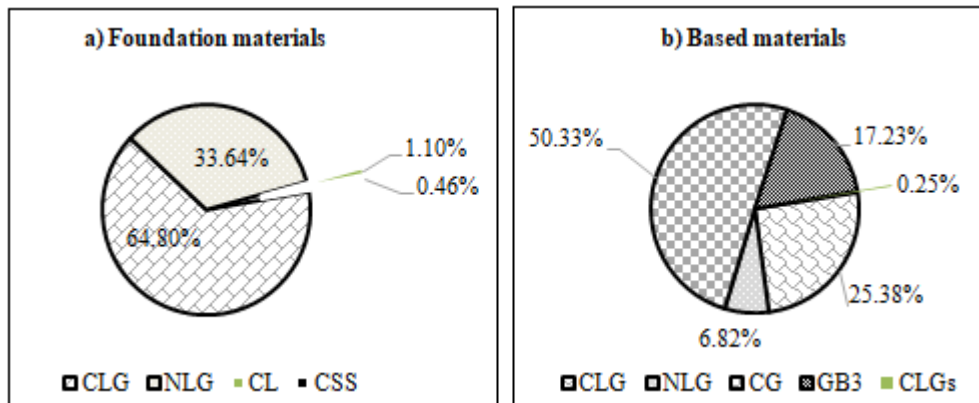 a) Foundation materials
33.64%
1.10%
0.46%
64.80%
CLG NLG CL CSS
b) Based materials
50.33%
17.23%
0.25%
25.38%
6.82%
CLG NLG CG GB3 CLGs